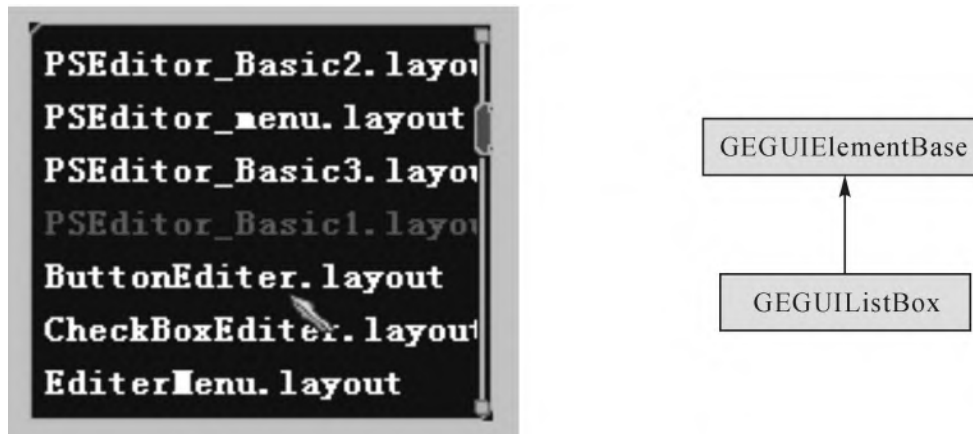 PSEditor_Basic2.layou
PSEditor_menu.layout
PSEditor_Basic3.layou
PSEditor_Basic1.layou
ButtonEditer.layout
CheckBoxEditer.layout
EditerMenu.layout
GEGUIElementBase
GEGUIListBox